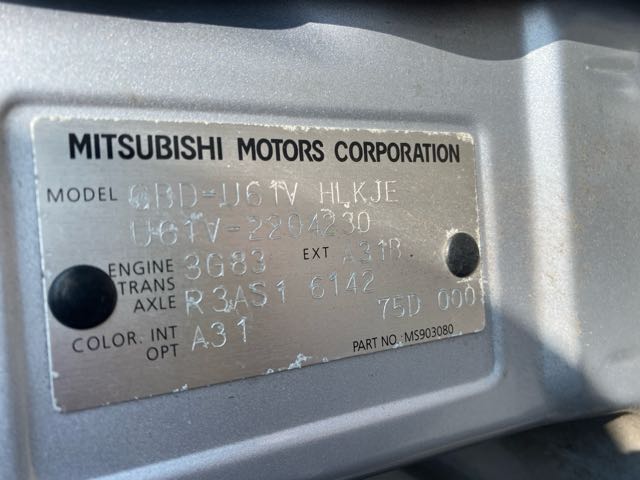 MITSUBISHI MOTORS CORPORATION
MODEL GBD-U61V HLKJE
U61V-2204230
ENGINE 3G83 EXT A31B
TRANS AXLE R3AS1 6142
75D 000
COLOR. INT OPT A31
PART NO. MS903080